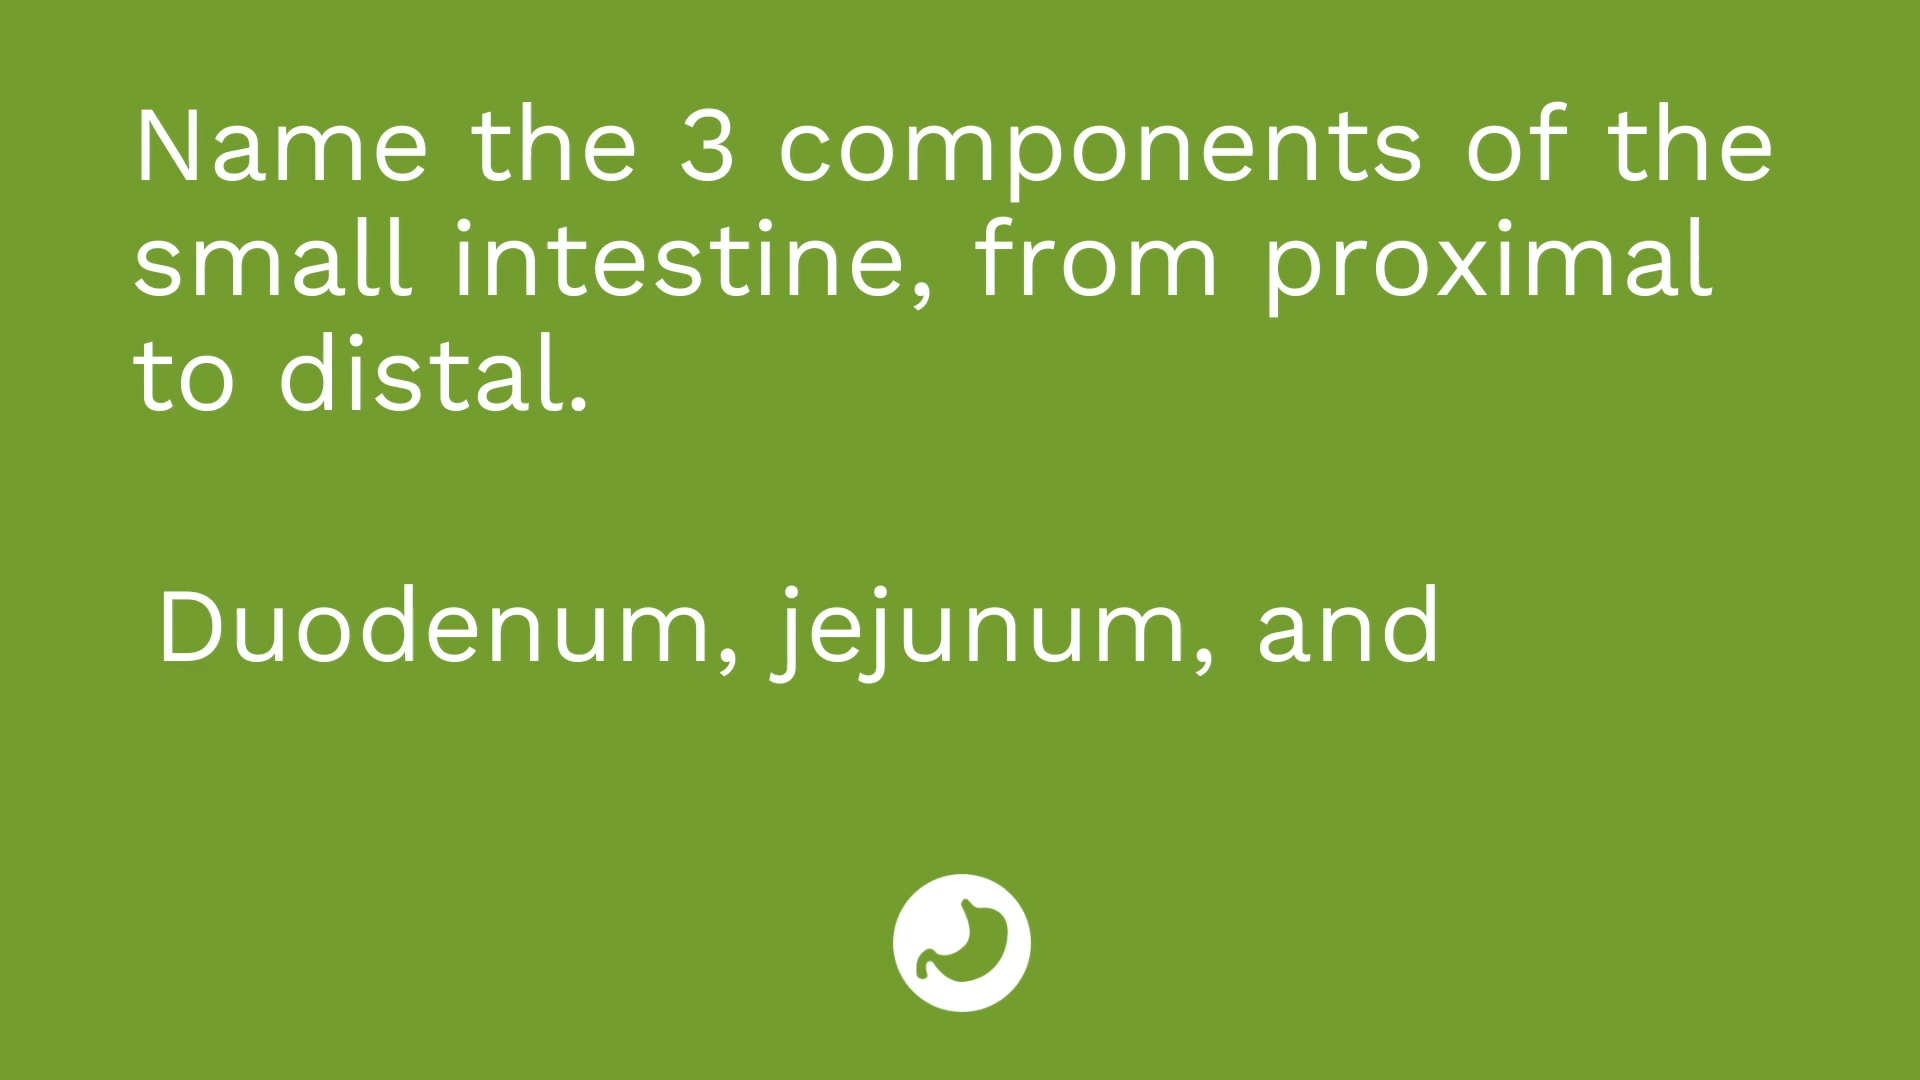 Name the 3 components of the
small intestine, from proximal
to distal.
Duodenum, jejunum, and